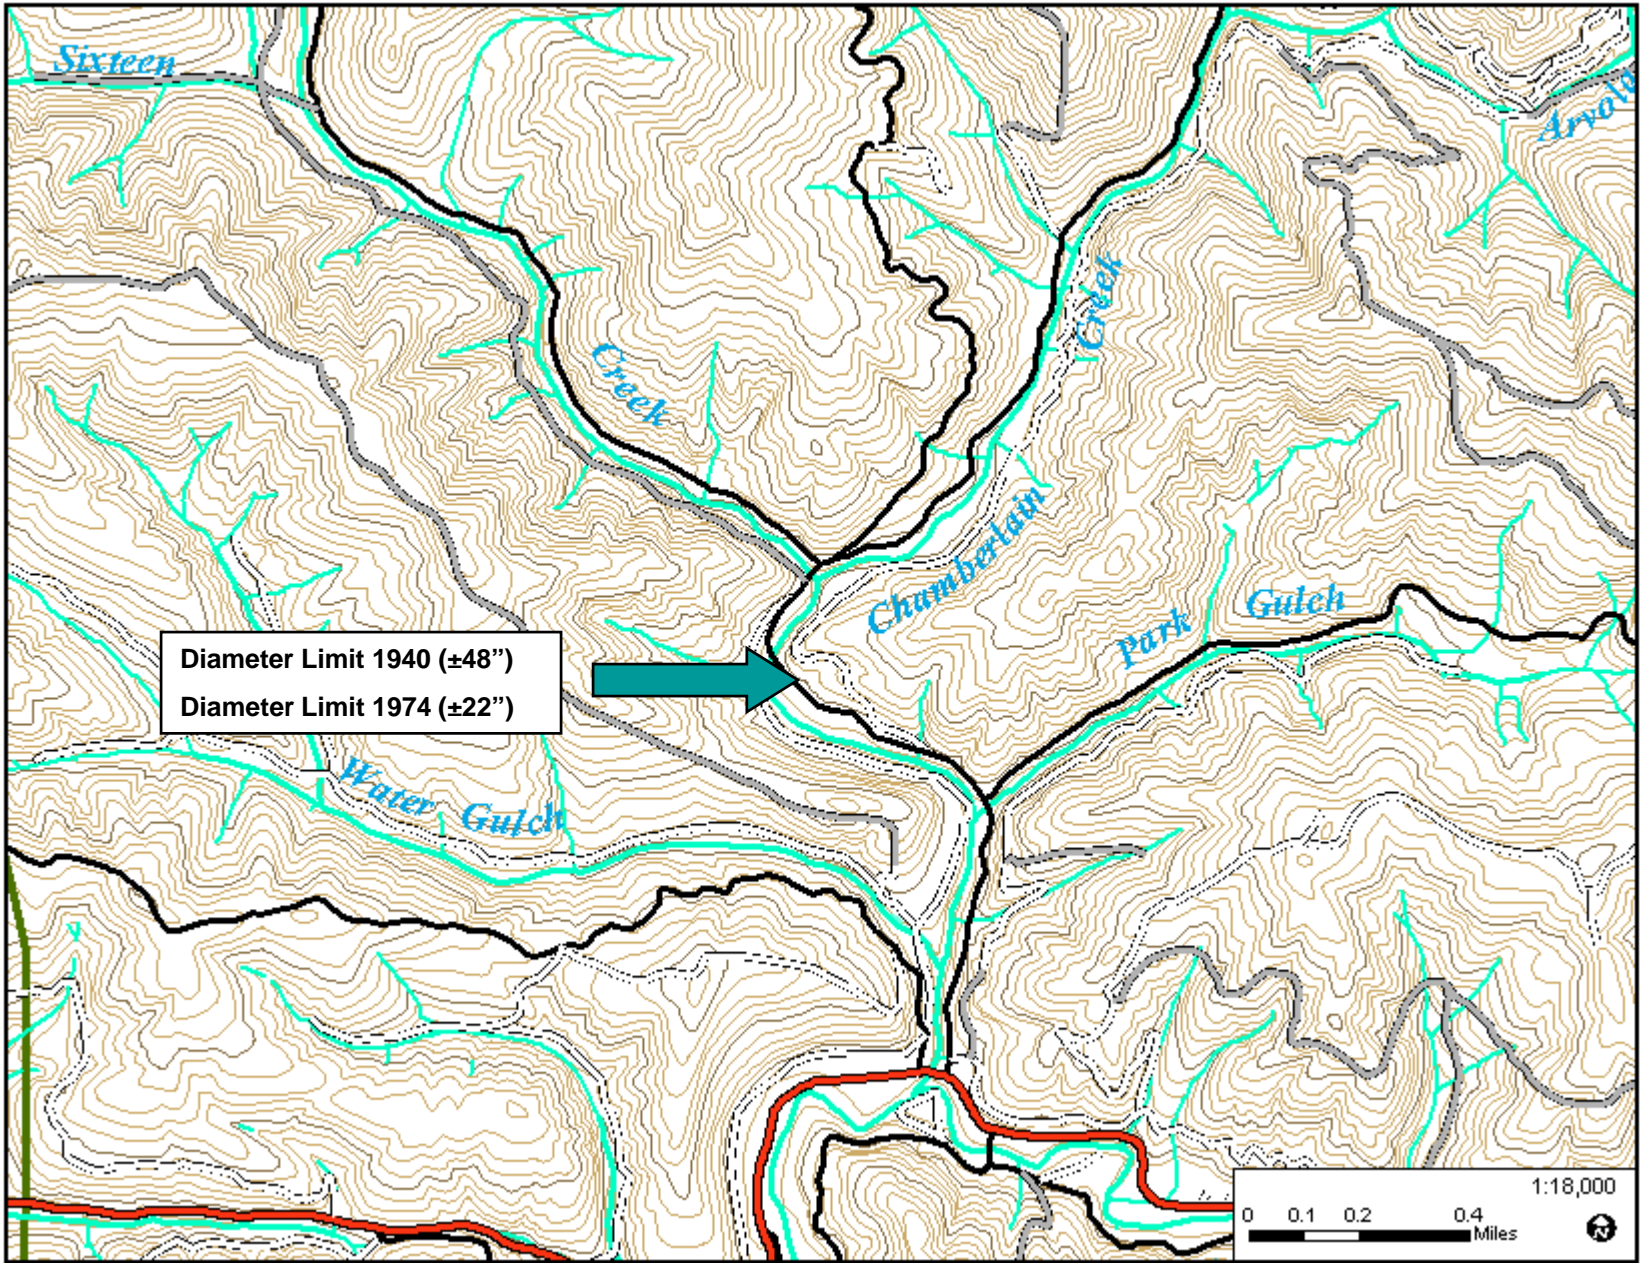 Sixteen
Arvola
Creek
Creek
Chamberlain
Park Gulch
Diameter Limit 1940 (±48”)
Diameter Limit 1974 (±22”)
Water Gulch
1:18,000
0 0.1 0.2 0.4
Miles
N